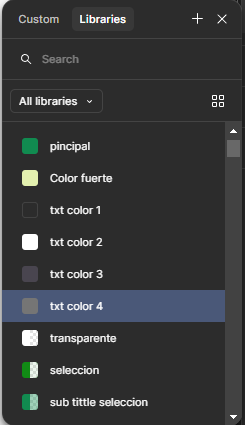 Custom Libraries
Search
All libraries
pincipal
Color fuerte
txt color 1
txt color 2
txt color 3
txt color 4
transparente
seleccion
sub tittle seleccion